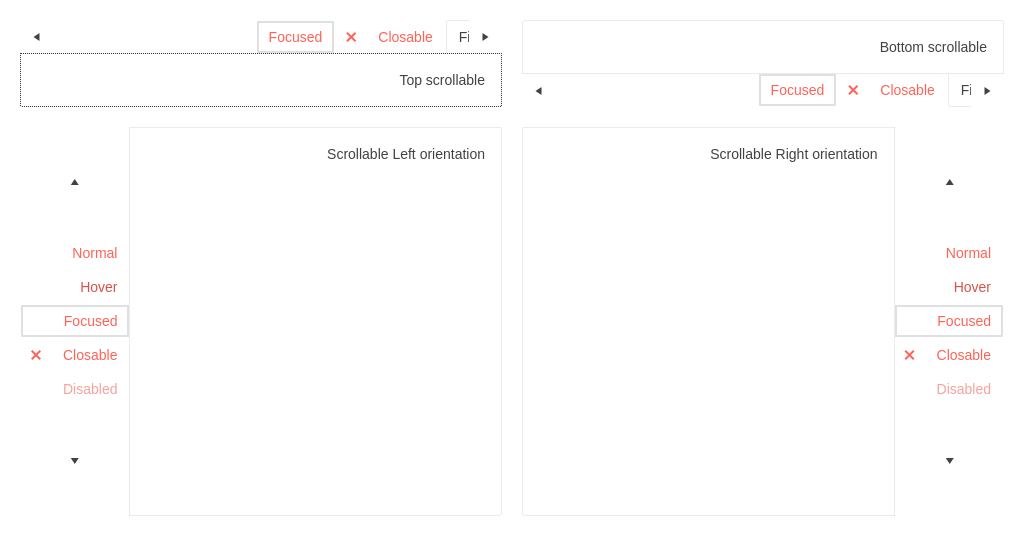 Focused Closable Fi
Top scrollable
Bottom scrollable
Focused Closable Fi
Scrollable Left orientation
Normal
Hover
Focused
Closable
Disabled
Scrollable Right orientation
Normal
Hover
Focused
Closable
Disabled